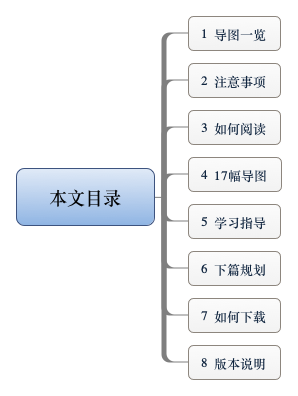 本文目录
1 导图一览
2 注意事项
3 如何阅读
4 17幅导图
5 学习指导
6 下篇规划
7 如何下载
8 版本说明